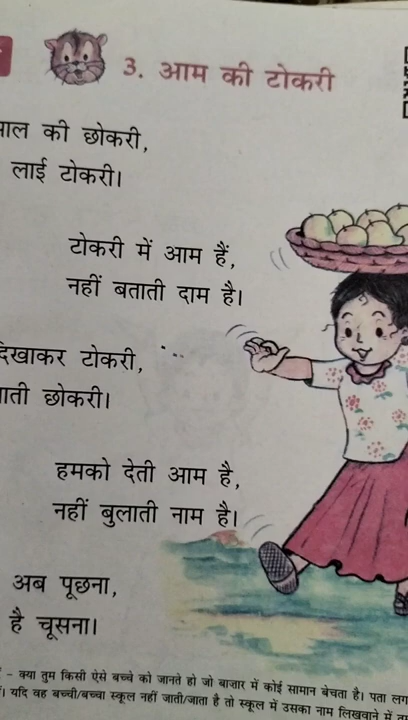 3. आम की टोकरी
की छोकरी,
लाई टोकरी।
टोकरी में आम हैं,
नहीं बताती दाम है।
दिखाकर टोकरी,
छोकरी।
हमको देती आम है,
नहीं बुलाती नाम है।
अब पूछना,
है चूसना।
– क्या तुम किसी ऐसे बच्चे को जानते हो जो बाज़ार में कोई सामान बेचता है। पता
यदि वह बच्ची/बच्चा स्कूल नहीं जाती/जाता है तो स्कूल में उसका नाम लिखवाने में